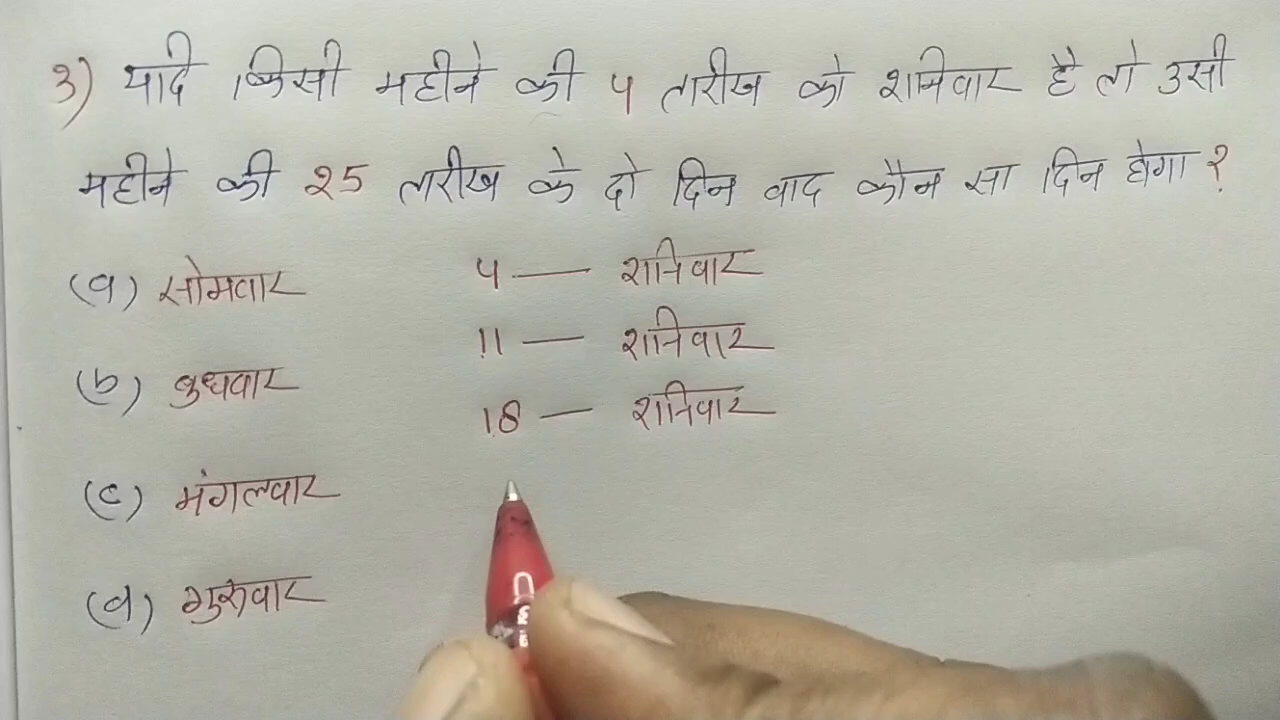 3) यदि किसी महीने की 4 तारीख को शनिवार है तो उसी
महीने की 25 तारीख के दो दिन वाद कौन सा दिन होगा ?
(a) सोमवार
(b) बुधवार
(c) मंगलवार
(d) गुरुवार
4 — शनिवार
11 — शनिवार
18 — शनिवार